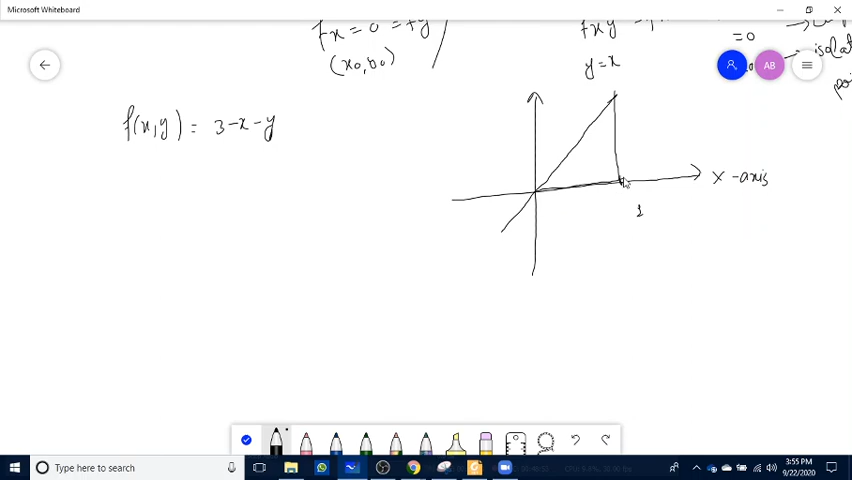 Microsoft Whiteboard
fx = 0 = fy
(x0, y0)
fxy
= 0
y = x
AB
f(x,y) = 3-x-y
X-axis
1
Type here to search
3:55 PM
9/22/2020